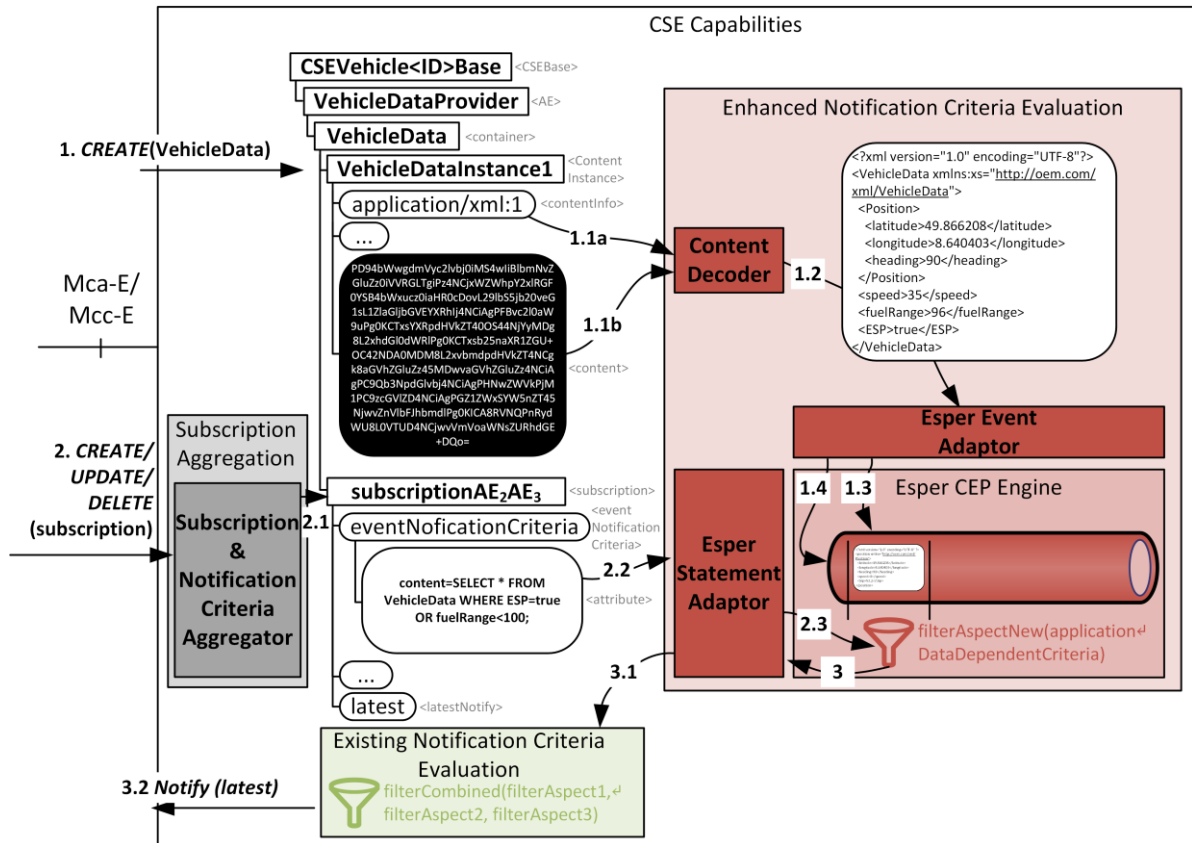 CSE Capabilities
CSEVehicle<ID>Base
<CSEBase>
VehicleDataProvider
<AE>
VehicleData
<container>
1. CREATE(VehicleData)
VehicleDataInstance1
<Content
Instance>
application/xml:1
<contentInfo>
...
1.1a
PD94bWwgdmVyc2lvbj0iMS4wIiBlbmNvZ
GluZz0iVVRGLTgiPz4NCjxWZWhpY2xlRGF
0YSB4bWxucz0iaHR0cDovL29lbS5jb20veG
1sL1ZlaGljbGVEYXRhIj4NCiAgPFBvc2l0aW
9uPg0KCTxsYXRpdHVkZT40OS44NjYyMDg
8L2xhdGl0dWRlPg0KCTxsb25naXR1ZGU+
OC42NDA0MDM8L2xvbmdpdHVkZT4NCg
k8aGVhZGluZz45MDwvaGVhZGluZz4NCiA
gPC9Qb3NpdGlvbj4NCiAgPHNwZWVkPjM
1PC9zcGVlZD4NCiAgPGZ1ZWxSYW5nZT45
NjwvZnVlbFJhbmdlPg0KICA8RVNQPnRyd
WU8L0VTUD4NCjwvVmVoaWNsZURhdGE
+DQo=
<content>
1.1b
Mca-E/
Mcc-E
Enhanced Notification Criteria Evaluation
Content
Decoder
1.2
<?xml version="1.0" encoding="UTF-8"?>
<VehicleData xmlns:xs="http://oem.com/
xml/VehicleData">
<Position>
<latitude>49.866208</latitude>
<longitude>8.640403</longitude>
<heading>90</heading>
</Position>
<speed>35</speed>
<fuelRange>96</fuelRange>
<ESP>true</ESP>
</VehicleData>
Esper Event
Adaptor
1.4
1.3
Esper CEP Engine
Subscription
Aggregation
2. CREATE/
UPDATE/
DELETE
(subscription)
Subscription
&
Notification
Criteria
Aggregator
2.1
subscriptionAE2AE3
<subscription>
eventNoficationCriteria
<event
Notification
Criteria>
content=SELECT * FROM
VehicleData WHERE ESP=true
OR fuelRange<100;
<attribute>
2.2
Esper
Statement
Adaptor
2.3
filterAspectNew(application↵
DataDependentCriteria)
3
3.1
...
latest
<latestNotify>
Existing Notification Criteria
Evaluation
filterCombined(filterAspect1,↵
filterAspect2, filterAspect3)
3.2 Notify (latest)